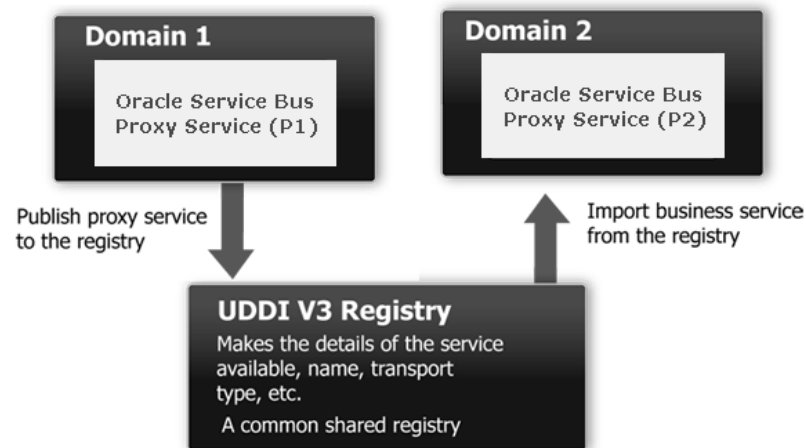 Domain 1
Oracle Service Bus
Proxy Service (P1)
Domain 2
Oracle Service Bus
Proxy Service (P2)
Publish proxy service
to the registry
Import business service
from the registry
UDDI V3 Registry
Makes the details of the service
available, name, transport
type, etc.
A common shared registry